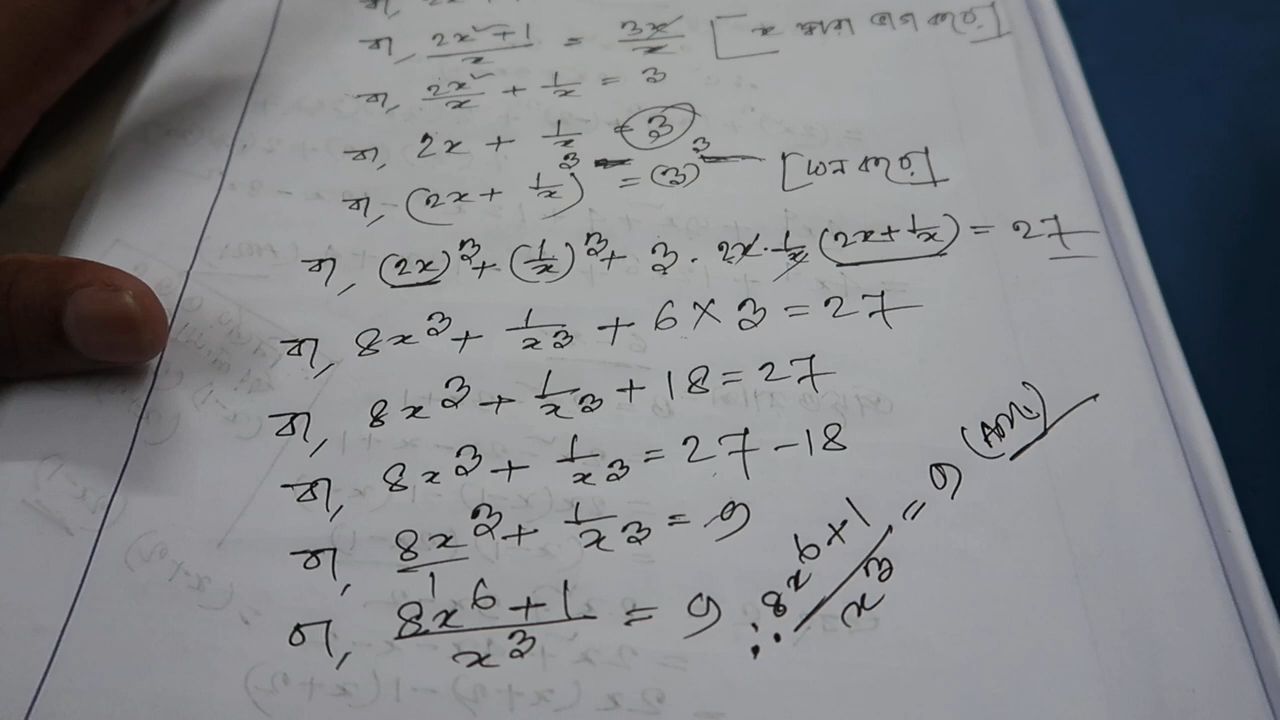 বা, 2x²+1/x = 3x/x [x দ্বারা ভাগ করে]
বা, 2x²/x + 1/x = 3
বা, 2x + 1/x = 3
বা, (2x + 1/x)³ = (3)³ [ঘন করে]
বা, (2x)³ + (1/x)³ + 3 · 2x · 1/x (2x + 1/x) = 27
বা, 8x³ + 1/x³ + 6 × 3 = 27
বা, 8x³ + 1/x³ + 18 = 27
বা, 8x³ + 1/x³ = 27 - 18
বা, 8x³/1 + 1/x³ = 9
বা, 8x⁶ + 1/x³ = 9
∴ 8x⁶ + 1/x³ = 9 (Ans:)